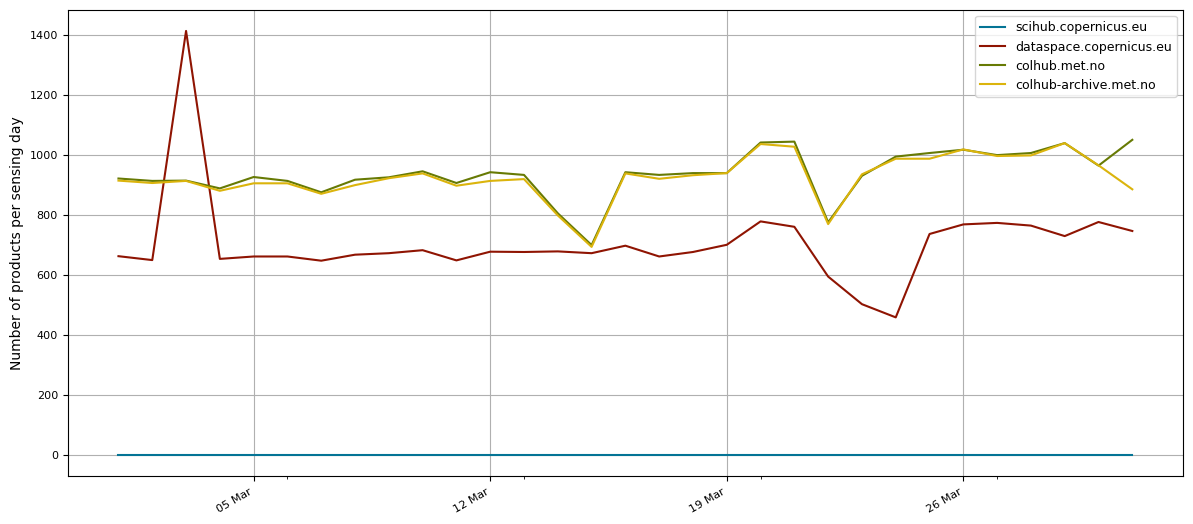 Number of products per sensing day
1400
1200
1000
800
600
400
200
0
05 Mar
12 Mar
19 Mar
26 Mar
scihub.copernicus.eu
dataspace.copernicus.eu
colhub.met.no
colhub-archive.met.no